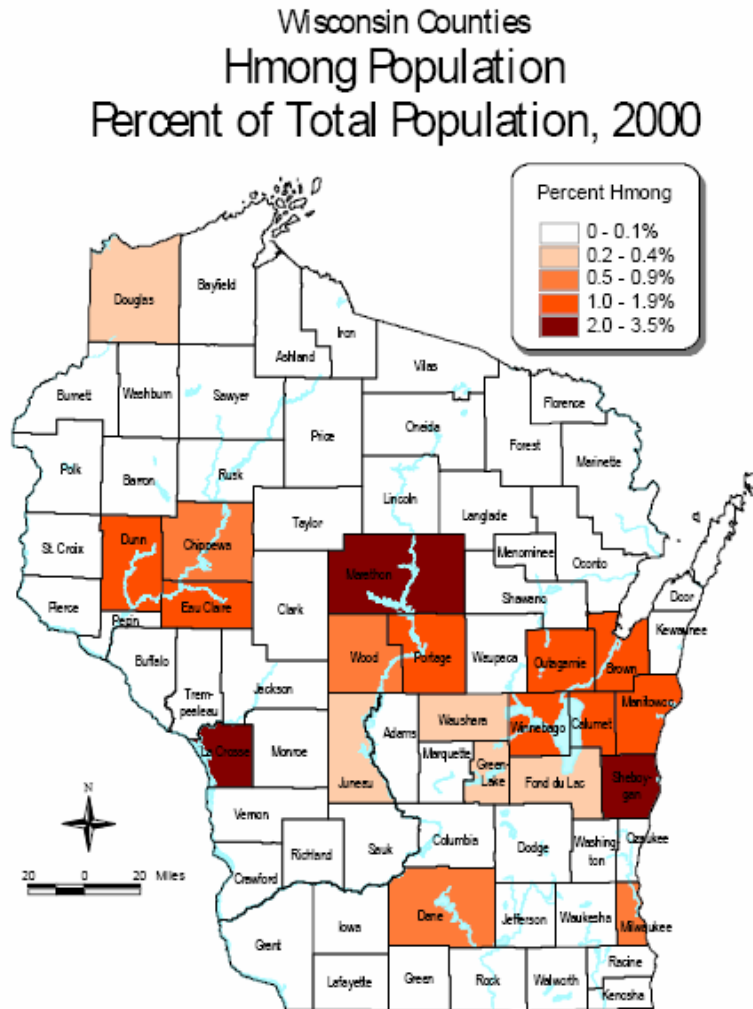 Wisconsin Counties
Hmong Population
Percent of Total Population, 2000
Percent Hmong
0 - 0.1%
0.2 - 0.4%
0.5 - 0.9%
1.0 - 1.9%
2.0 - 3.5%
Douglas
Bayfield
Iron
Ashland
Vilas
Burnett
Washburn
Sawyer
Florence
Price
Oneida
Forest
Marinette
Polk
Barron
Rusk
Lincoln
Taylor
Langlade
St. Croix
Dunn
Chippewa
Menominee
Oconto
Marathon
Shawano
Door
Pierce
Eau Claire
Clark
Pepin
Kewaunee
Buffalo
Wood
Portage
Waupaca
Outagamie
Brown
Trem-
pealeau
Jackson
Adams
Waushara
Winnebago
Calumet
Manitowoc
La Crosse
Monroe
Juneau
Marquette
Green-
Lake
Fond du Lac
Sheboy-
gan
N
Vernon
Richland
Sauk
Columbia
Dodge
Washing-
ton
Ozaukee
Crawford
20 0 20 Miles
Dane
Jefferson
Waukesha
Milwaukee
Grant
Iowa
Lafayette
Green
Rock
Walworth
Racine
Kenosha